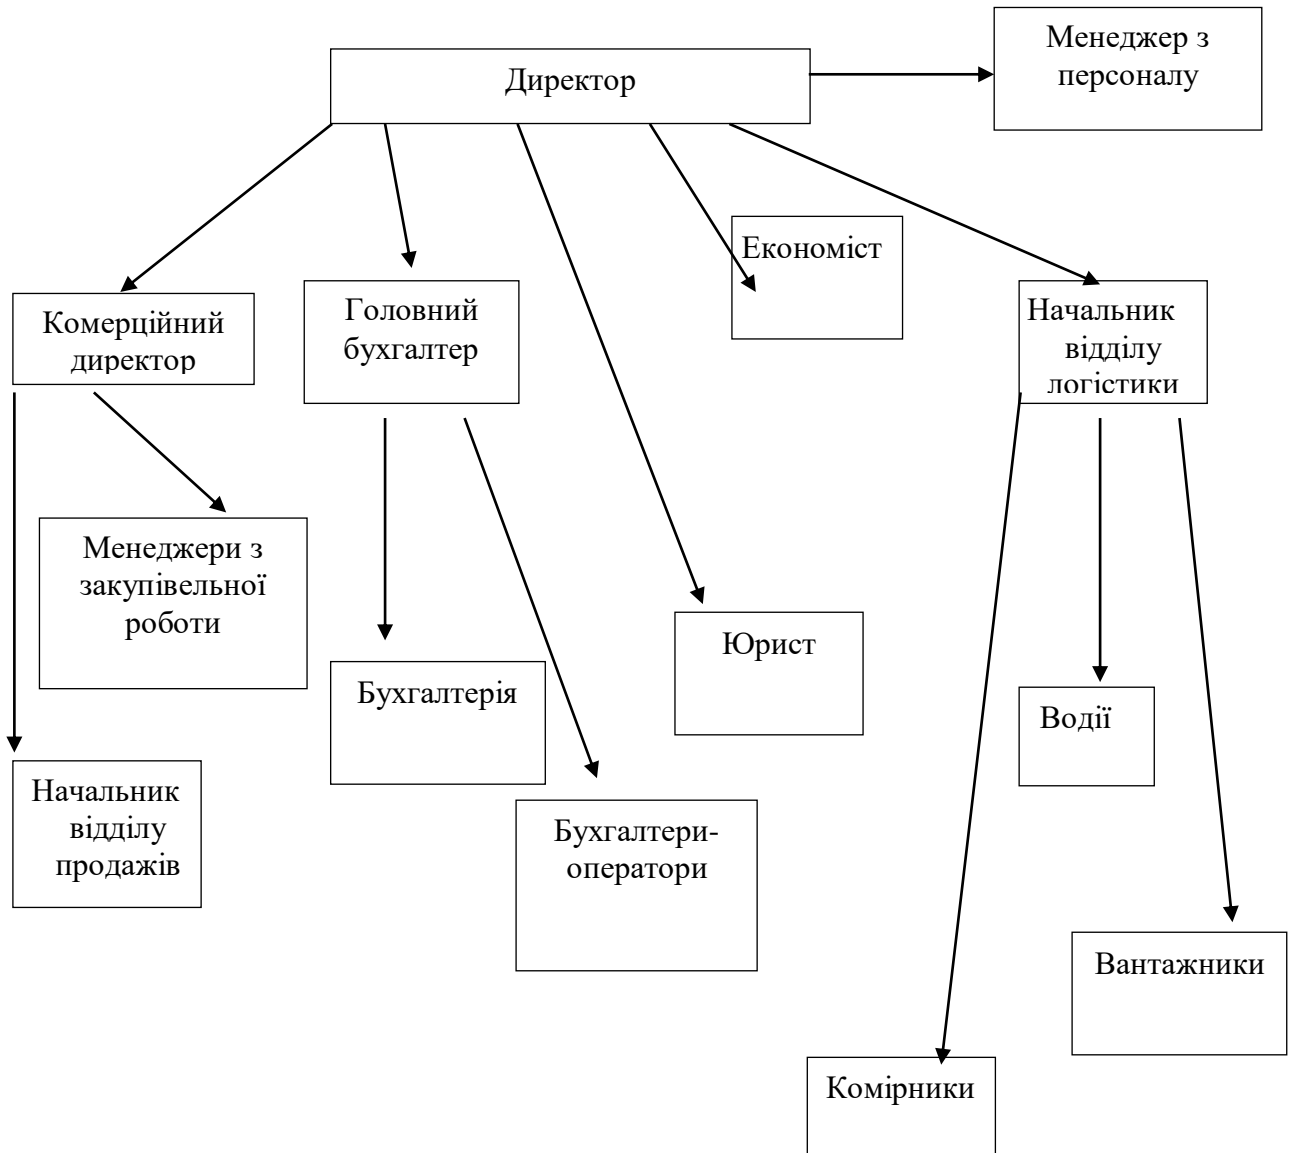 Менеджер з
персоналу
Директор
Економіст
Комерційний
директор
Головний
бухгалтер
Начальник
відділу
логістики
Менеджери з
закупівельної
роботи
Юрист
Бухгалтерія
Водії
Начальник
відділу
продажів
Бухгалтери-
оператори
Вантажники
Комірники